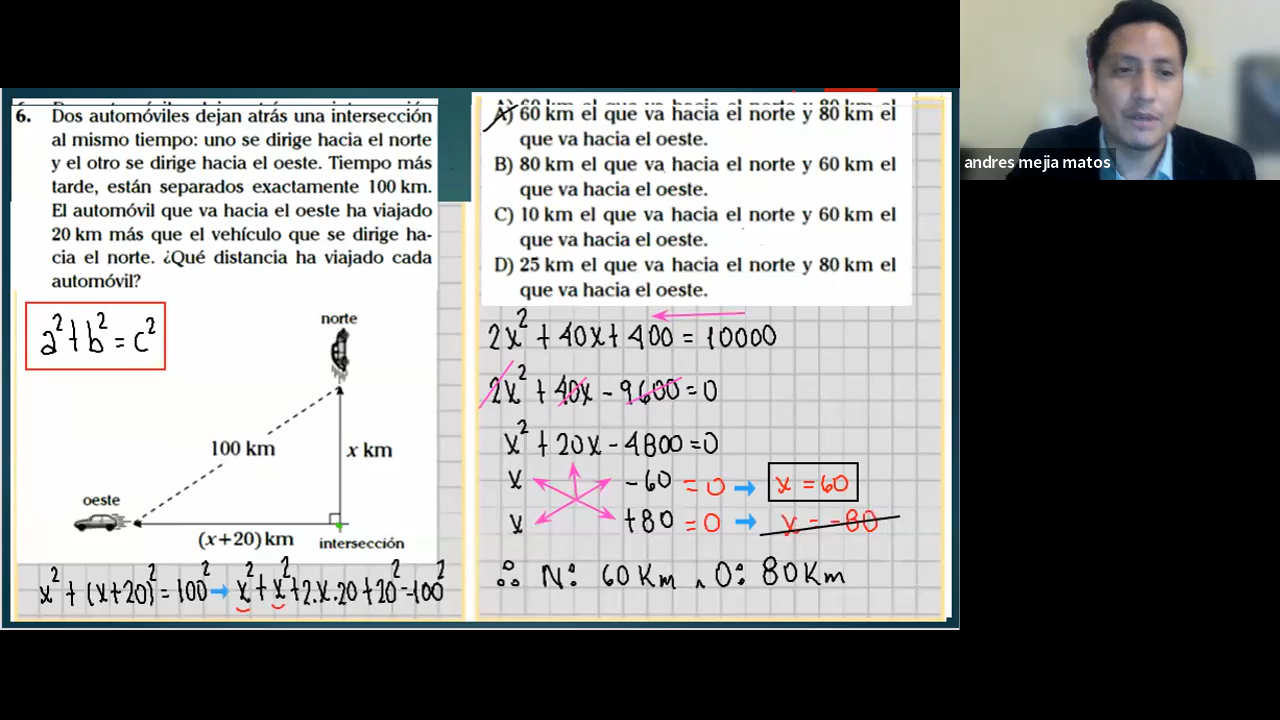 6. Dos automóviles dejan atrás una intersección
al mismo tiempo: uno se dirige hacia el norte
y el otro se dirige hacia el oeste. Tiempo más
tarde, están separados exactamente 100 km.
El automóvil que va hacia el oeste ha viajado
20 km más que el vehículo que se dirige ha-
cia el norte. ¿Qué distancia ha viajado cada
automóvil?
a² + b² = c²
norte
100 km
x km
oeste
(x+20) km
intersección
x² + (x+20)² = 100² → x² + x² + 2.x.20 + 20² = 100²
A) 60 km el que va hacia el norte y 80 km el
que va hacia el oeste.
B) 80 km el que va hacia el norte y 60 km el
que va hacia el oeste.
C) 10 km el que va hacia el norte y 60 km el
que va hacia el oeste.
D) 25 km el que va hacia el norte y 80 km el
que va hacia el oeste.
2x² + 40x + 400 = 10000
2x² + 40x - 9600 = 0
x² + 20x - 4800 = 0
x -60 = 0 → x = 60
x +80 = 0 → x = -80
∴ N: 60 Km ∧ O: 80 Km
andres mejia matos